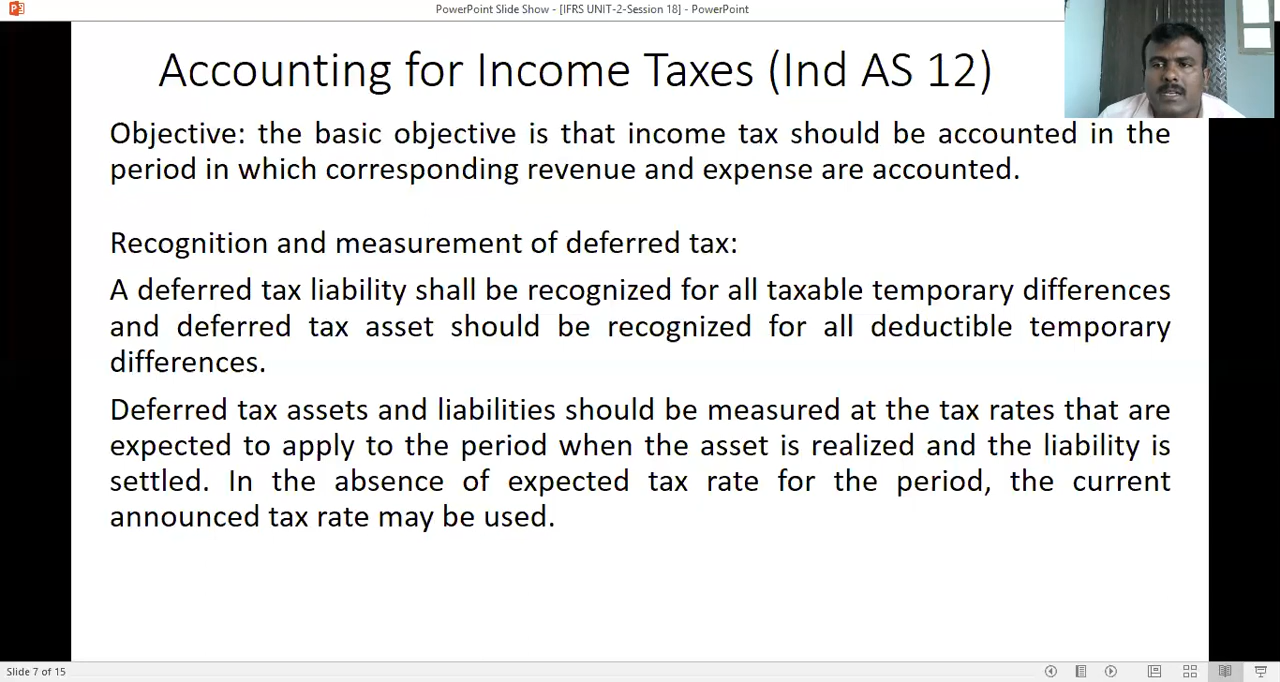 PowerPoint Slide Show - [IFRS UNIT-2-Session 18] - PowerPoint
Accounting for Income Taxes (Ind AS 12)
Objective: the basic objective is that income tax should be accounted in the
period in which corresponding revenue and expense are accounted.
Recognition and measurement of deferred tax:
A deferred tax liability shall be recognized for all taxable temporary differences
and deferred tax asset should be recognized for all deductible temporary
differences.
Deferred tax assets and liabilities should be measured at the tax rates that are
expected to apply to the period when the asset is realized and the liability is
settled. In the absence of expected tax rate for the period, the current
announced tax rate may be used.
Slide 7 of 15